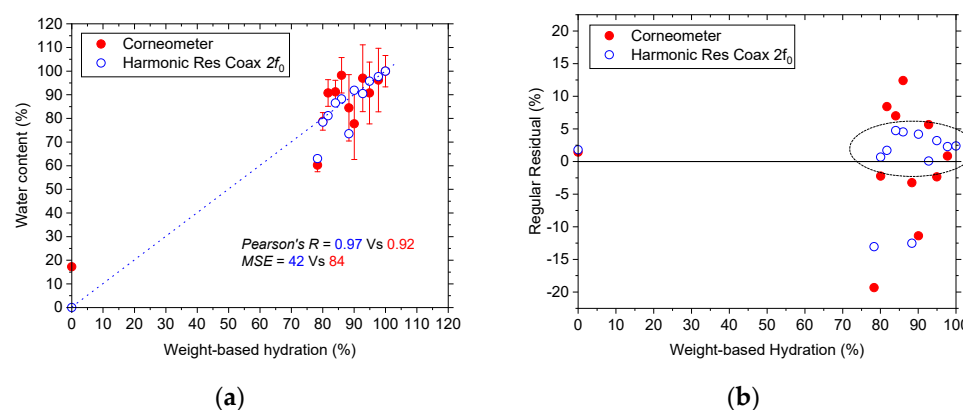 (a)
(b)
Corneometer
Harmonic Res Coax 2f₀
Water content (%)
120
110
100
90
80
70
60
50
40
30
20
10
0
Pearson's R = 0.97 Vs 0.92
MSE = 42 Vs 84
0 10 20 30 40 50 60 70 80 90 100 110 120
Weight-based hydration (%)
Corneometer
Harmonic Res Coax 2f₀
Regular Residual (%)
20
15
10
5
0
-5
-10
-15
-20
0 10 20 30 40 50 60 70 80 90 100
Weight-based Hydration (%)
(a)
(b)